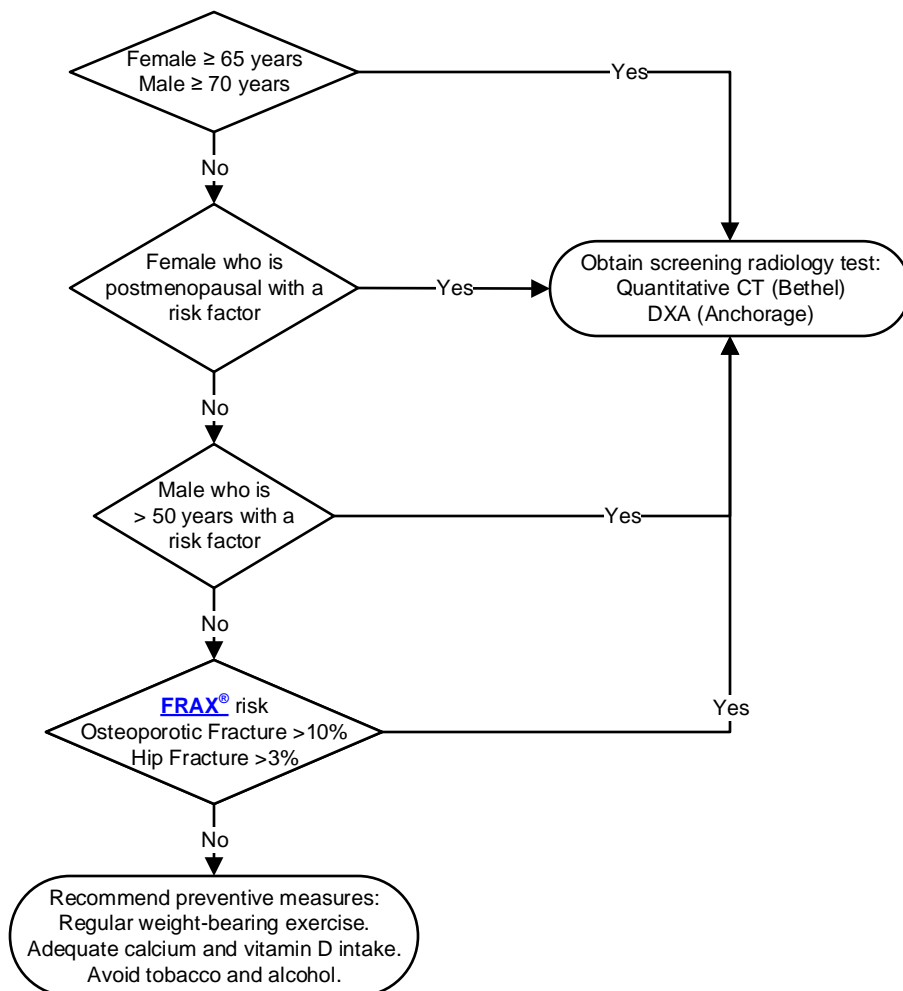 Female ≥ 65 years
Male ≥ 70 years
Yes
No
Female who is
postmenopausal with a
risk factor
Yes
Obtain screening radiology test:
Quantitative CT (Bethel)
DXA (Anchorage)
No
Male who is
> 50 years with a
risk factor
Yes
No
FRAX® risk
Osteoporotic Fracture >10%
Hip Fracture >3%
Yes
No
Recommend preventive measures:
Regular weight-bearing exercise.
Adequate calcium and vitamin D intake.
Avoid tobacco and alcohol.